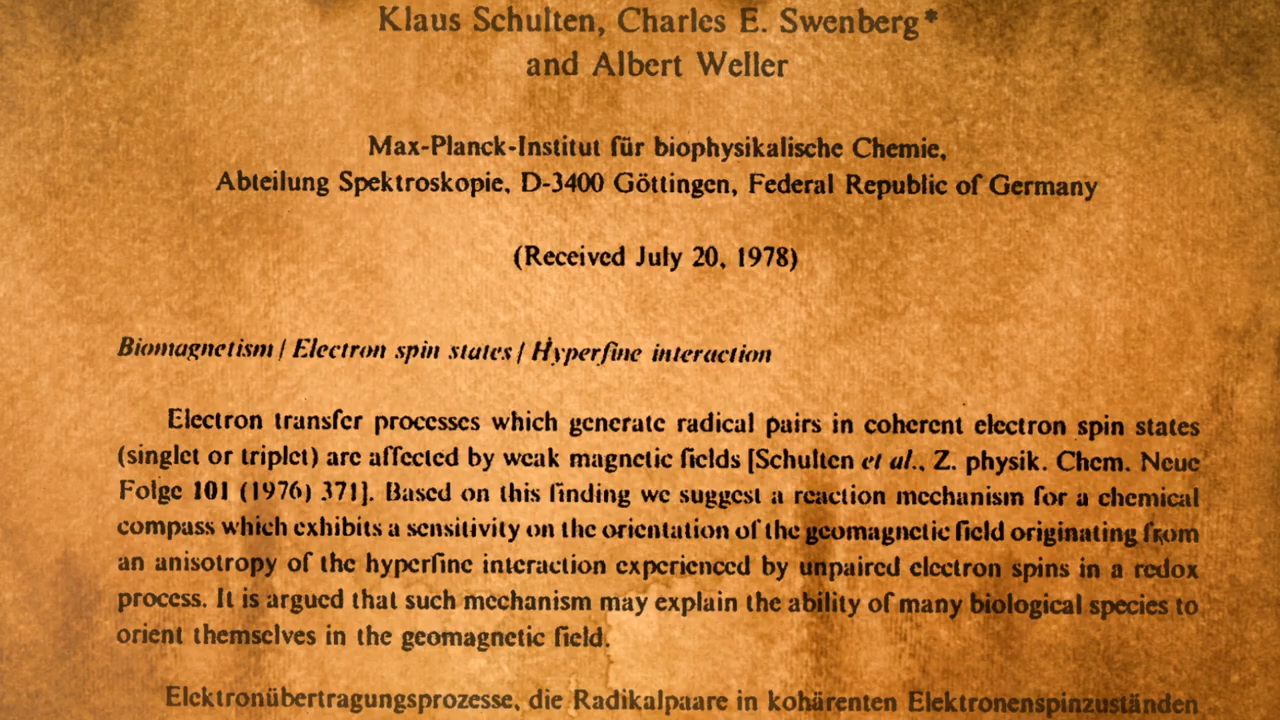 Klaus Schulten, Charles E. Swenberg*
and Albert Weller
Max-Planck-Institut für biophysikalische Chemie,
Abteilung Spektroskopie, D-3400 Göttingen, Federal Republic of Germany
(Received July 20, 1978)
Biomagnetism / Electron spin states / Hyperfine interaction
Electron transfer processes which generate radical pairs in coherent electron spin states
(singlet or triplet) are affected by weak magnetic fields [Schulten et al., Z. physik. Chem. Neue
Folge 101 (1976) 371]. Based on this finding we suggest a reaction mechanism for a chemical
compass which exhibits a sensitivity on the orientation of the geomagnetic field originating from
an anisotropy of the hyperfine interaction experienced by unpaired electron spins in a redox
process. It is argued that such mechanism may explain the ability of many biological species to
orient themselves in the geomagnetic field.
Elektronübertragungsprozesse, die Radikalpaare in kohärenten Elektronenspinzuständen